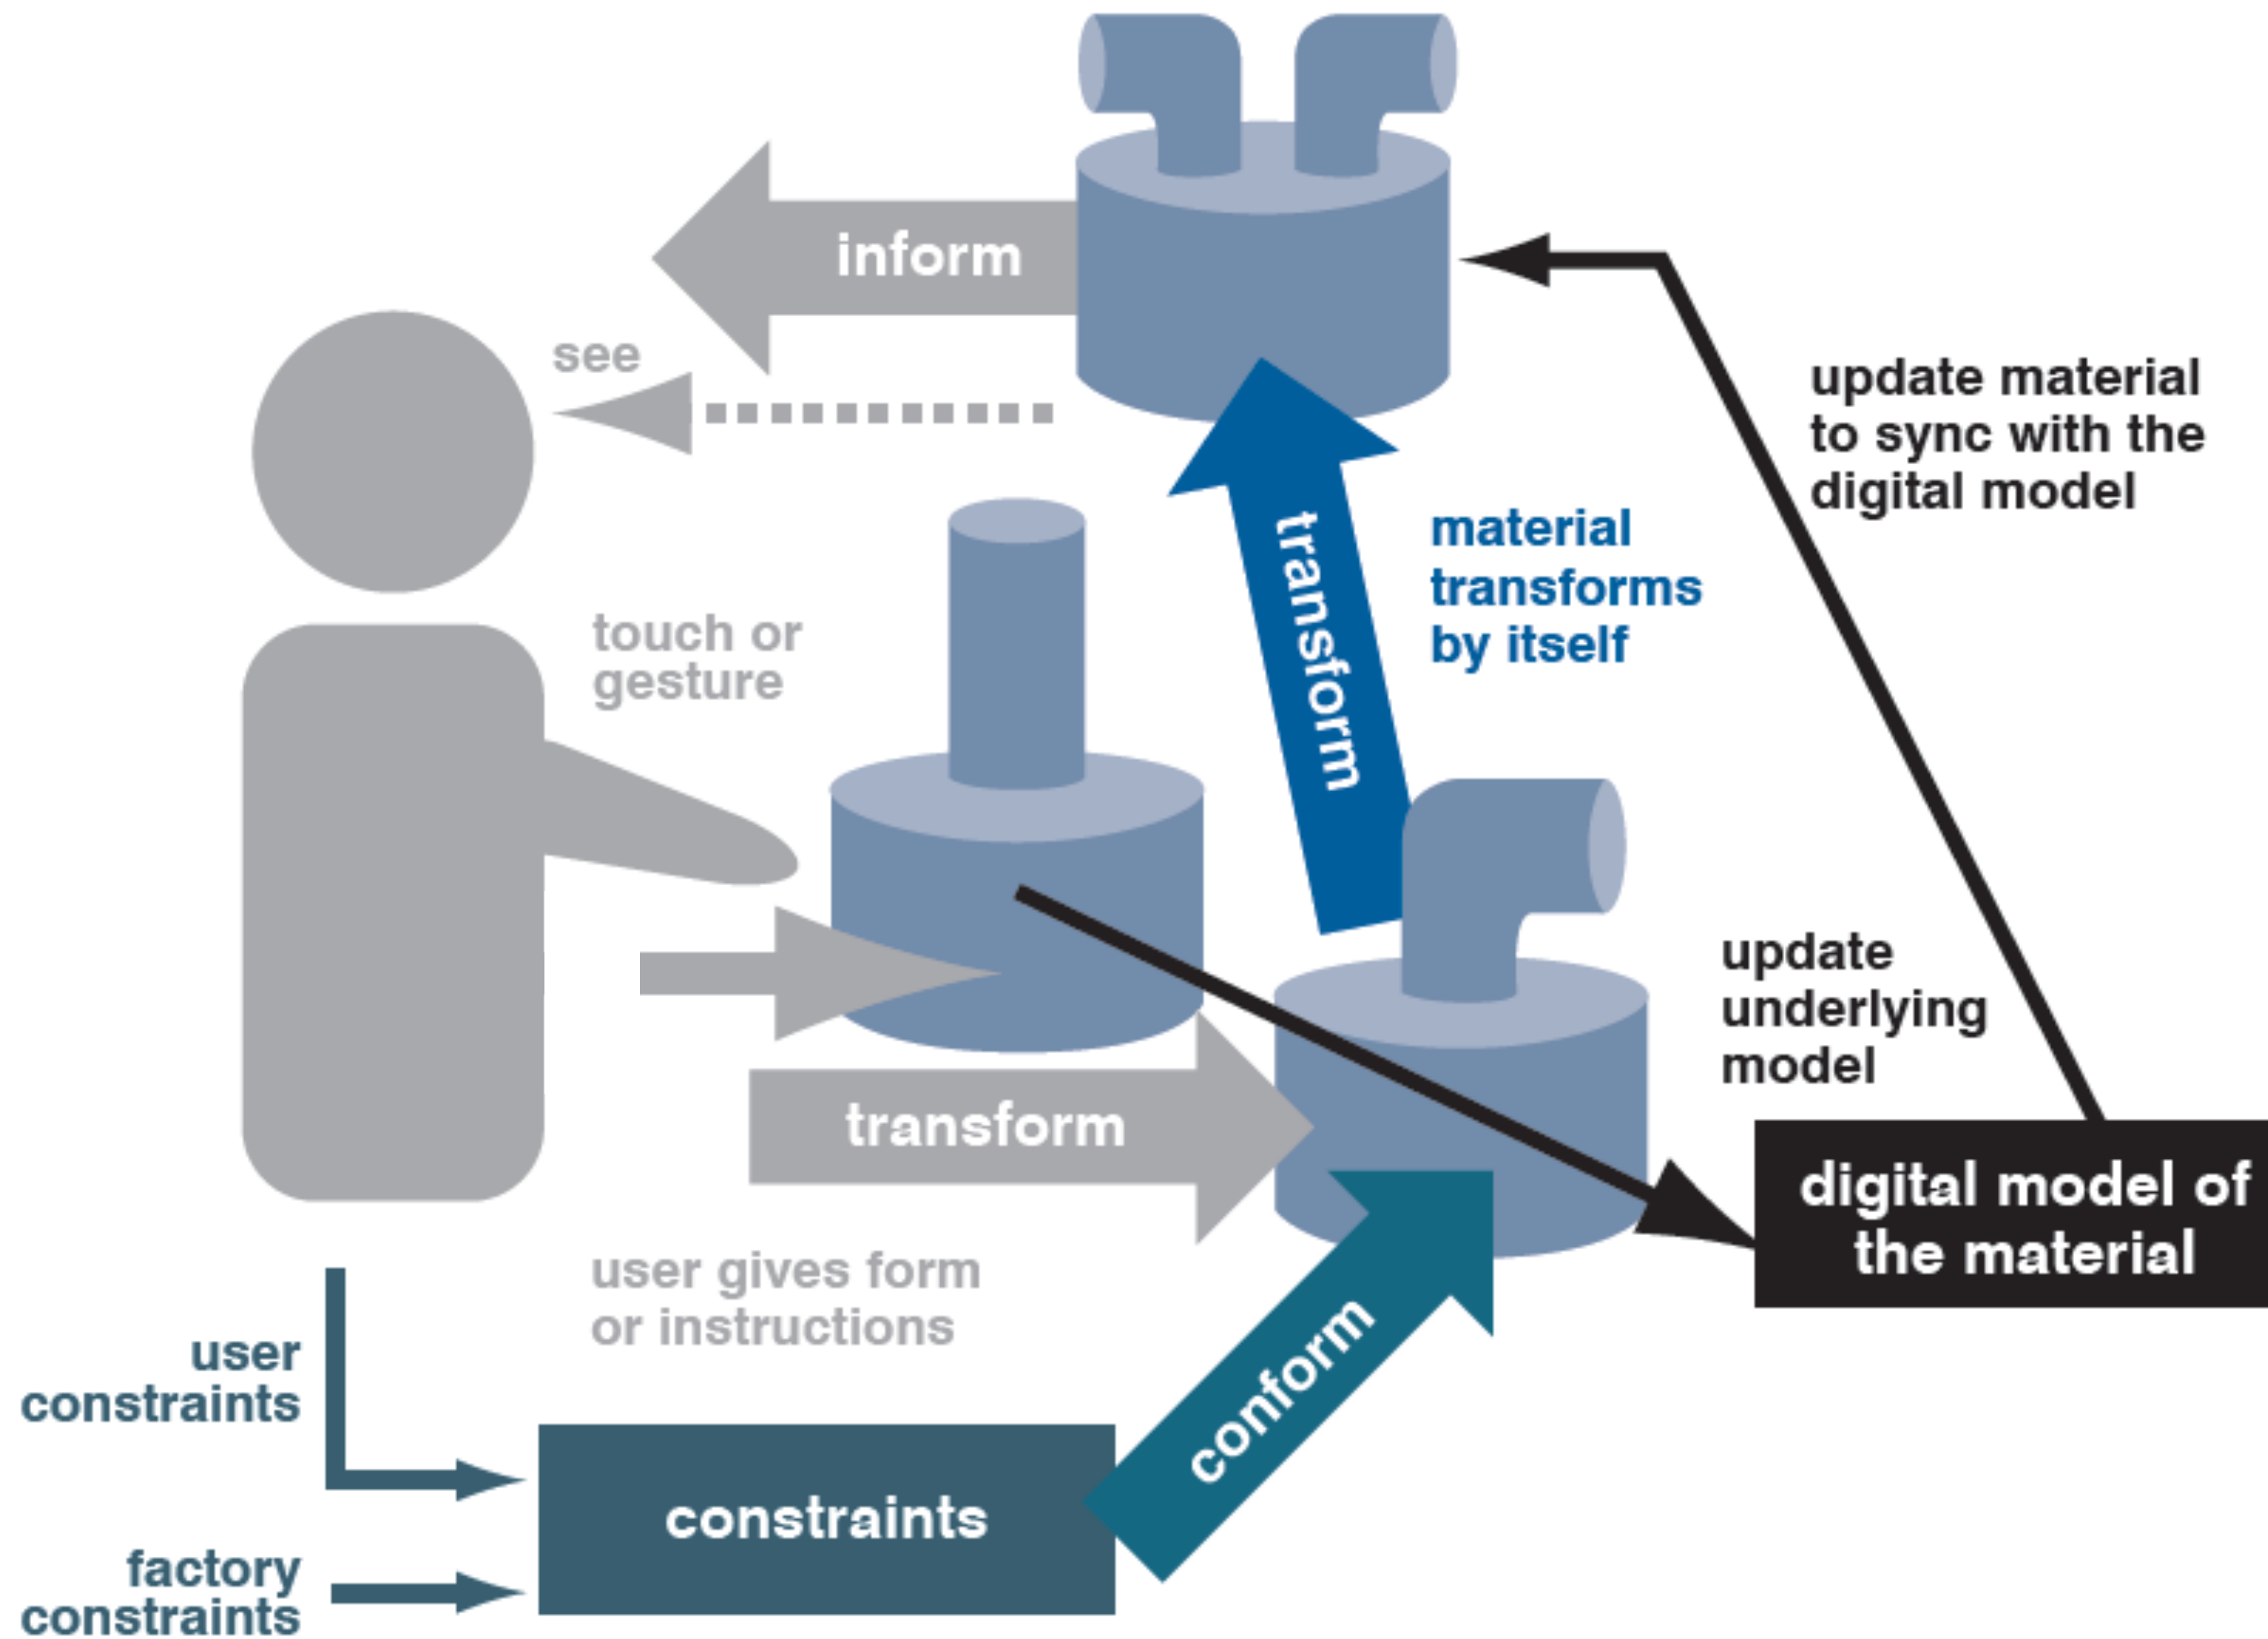 inform
see
update material
to sync with the
digital model
transform
material
transforms
by itself
touch or
gesture
update
underlying
model
transform
digital model of
the material
user gives form
or instructions
conform
user
constraints
constraints
factory
constraints